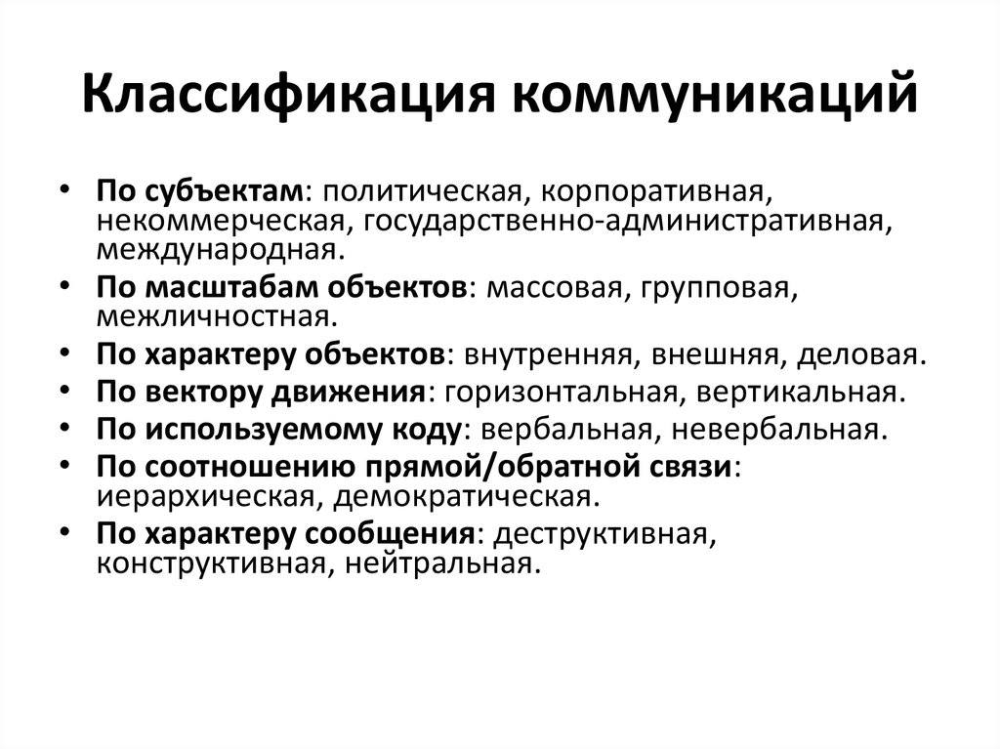 Классификация коммуникаций
• По субъектам: политическая, корпоративная,
некоммерческая, государственно-административная,
международная.
• По масштабам объектов: массовая, групповая,
межличностная.
• По характеру объектов: внутренняя, внешняя, деловая.
• По вектору движения: горизонтальная, вертикальная.
• По используемому коду: вербальная, невербальная.
• По соотношению прямой/обратной связи:
иерархическая, демократическая.
• По характеру сообщения: деструктивная,
конструктивная, нейтральная.